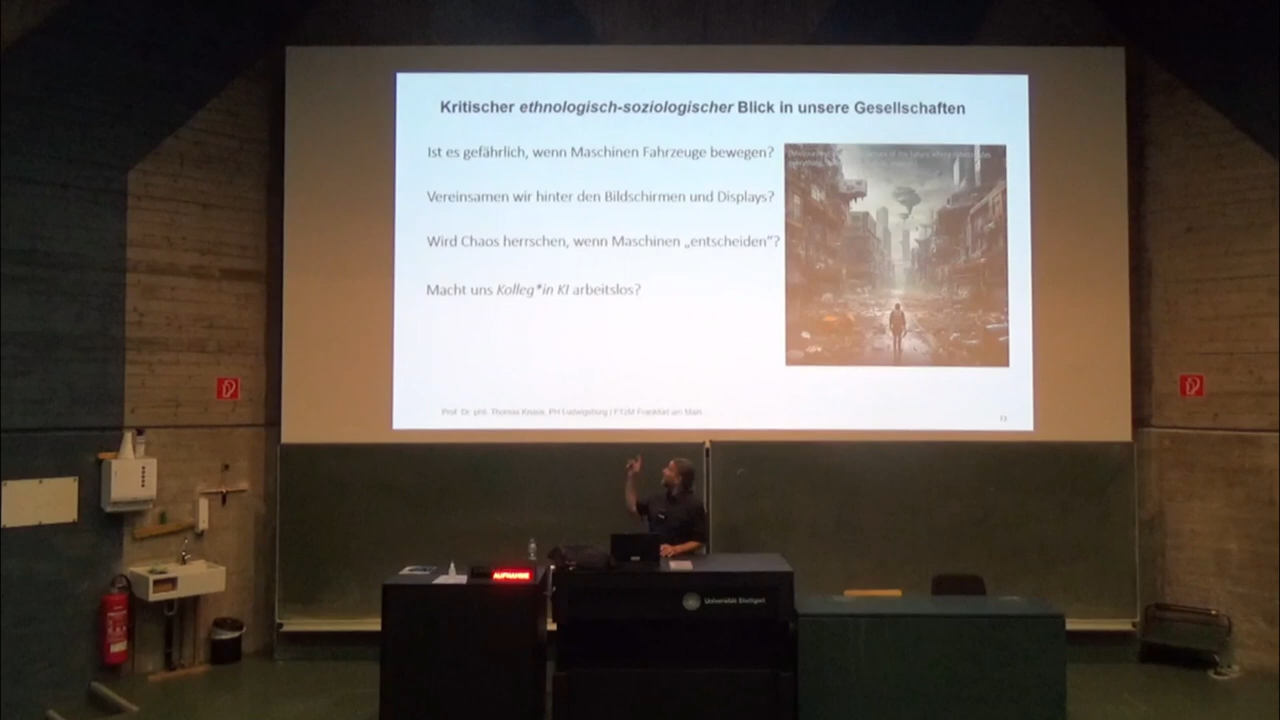 Kritischer ethnologisch-soziologischer Blick in unsere Gesellschaften
Ist es gefährlich, wenn Maschinen Fahrzeuge bewegen?
Vereinsamen wir hinter den Bildschirmen und Displays?
Wird Chaos herrschen, wenn Maschinen „entscheiden“?
Macht uns Kolleg*in KI arbeitslos?
Prof. Dr. phil. Thomas Knaus, PH Ludwigsburg | FTzM Frankfurt am Main
AUFNAHME
Universität Stuttgart